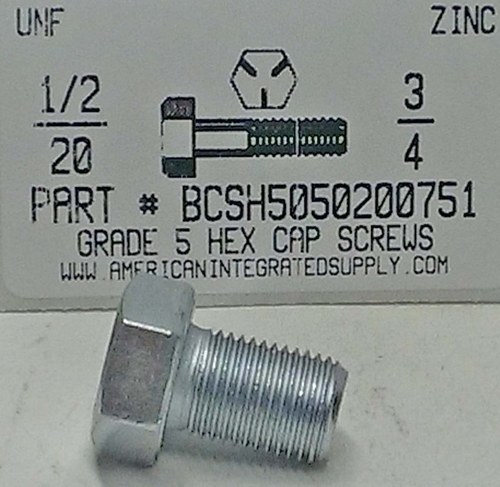 UNF ZINC
1/2 3
20 4
PART # BCSH5050200751
GRADE 5 HEX CAP SCREWS
WWW.AMERICANINTEGRATEDSUPPLY.COM